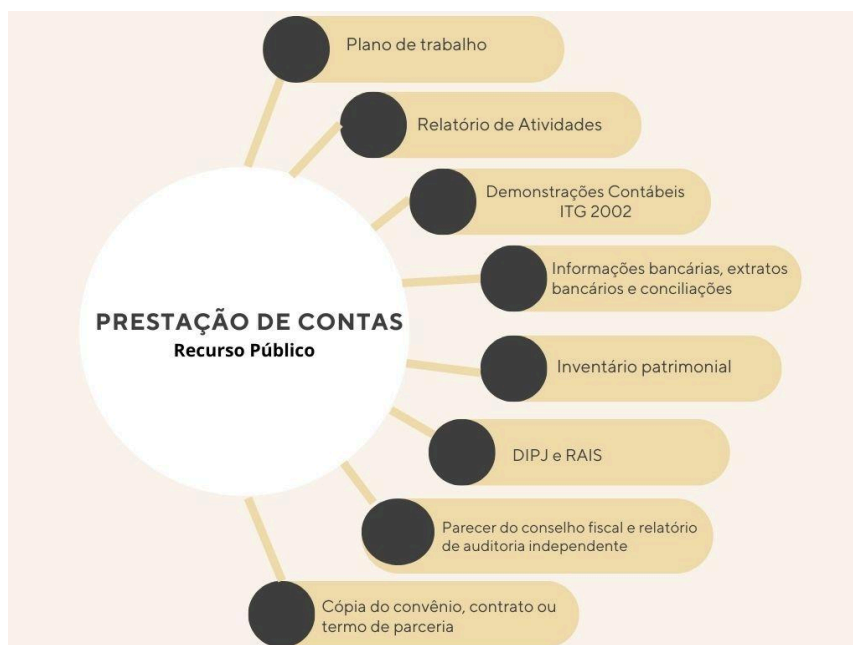 Plano de trabalho
Relatório de Atividades
Demonstrações Contábeis
ITG 2002
Informações bancárias, extratos
bancários e conciliações
PRESTAÇÃO DE CONTAS
Recurso Público
Inventário patrimonial
DIPJ e RAIS
Parecer do conselho fiscal e relatório
de auditoria independente
Cópia do convênio, contrato ou
termo de parceria